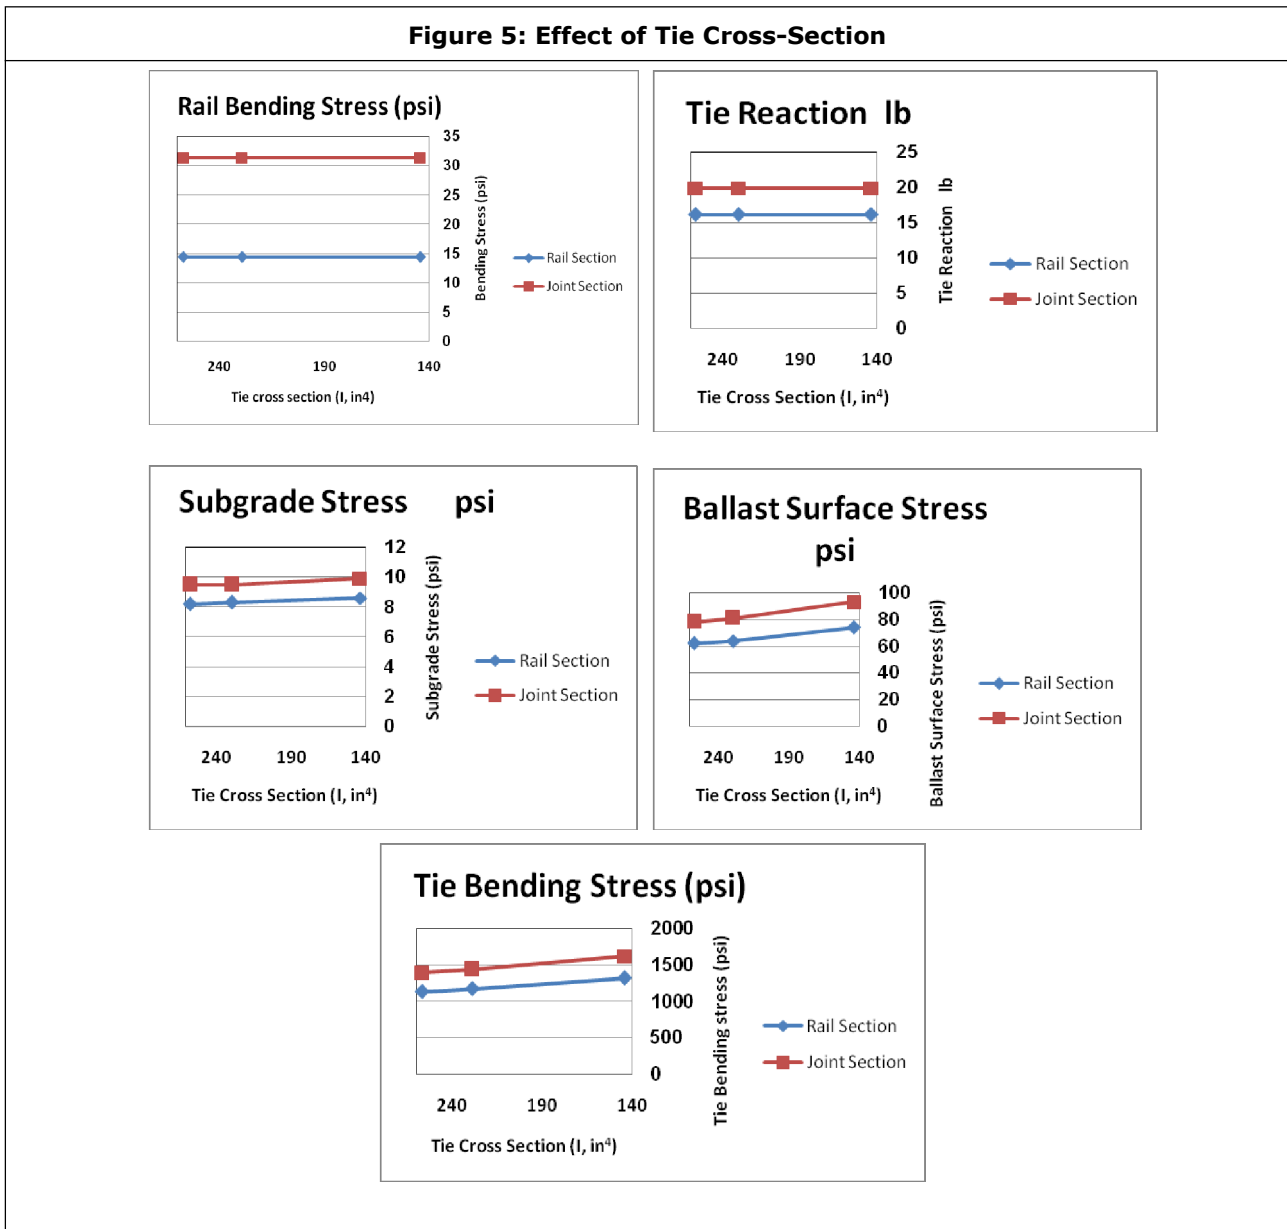 Figure 5: Effect of Tie Cross-Section
Rail Bending Stress (psi)
35
30
25
20
15
10
5
0
Bending Stress (psi)
240 190 140
Tie cross section (I, in4)
Rail Section
Joint Section
Tie Reaction lb
25
20
15
10
5
0
Tie Reaction lb
240 190 140
Tie Cross Section (I, in⁴)
Rail Section
Joint Section
Subgrade Stress psi
12
10
8
6
4
2
0
Subgrade Stress (psi)
240 190 140
Tie Cross Section (I, in⁴)
Rail Section
Joint Section
Ballast Surface Stress
psi
100
80
60
40
20
0
Ballast Surface Stress (psi)
240 190 140
Tie Cross Section (I, in⁴)
Rail Section
Joint Section
Tie Bending Stress (psi)
2000
1500
1000
500
0
Tie Bending stress (psi)
240 190 140
Tie Cross Section (I, in⁴)
Rail Section
Joint Section